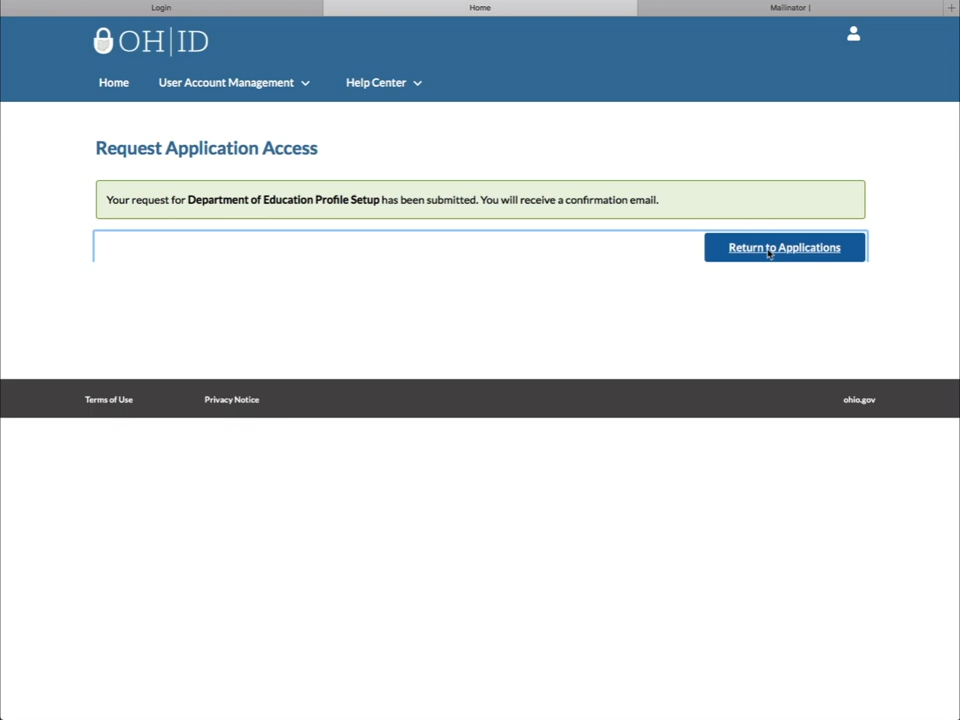 Login
Home
Mailinator |
OH|ID
Home
User Account Management
Help Center
Request Application Access
Your request for Department of Education Profile Setup has been submitted. You will receive a confirmation email.
Return to Applications
Terms of Use
Privacy Notice
ohio.gov